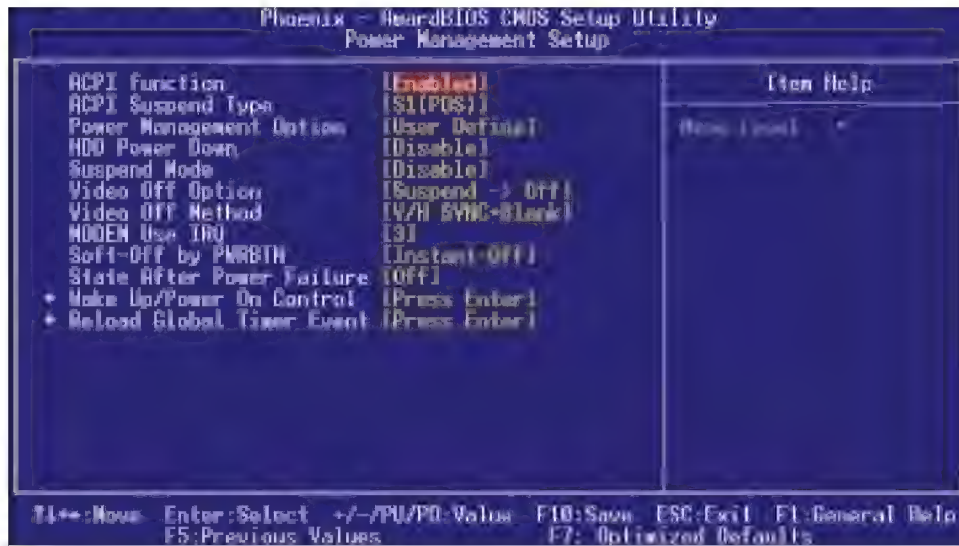 Phoenix - AwardBIOS CMOS Setup Utility
Power Management Setup
ACPI function [Enabled]
ACPI Suspend Type [S1(POS)]
Power Management Option [User Define]
HDD Power Down [Disable]
Suspend Mode [Disable]
Video Off Option [Suspend -> Off]
Video Off Method [V/H SYNC+Blank]
MODEM Use IRQ [3]
Soft-Off by PWRBTN [Instant-Off]
State After Power Failure [Off]
Wake Up/Power On Control [Press Enter]
Reload Global Timer Event [Press Enter]
Item Help
Menu Level
:Move Enter:Select +/-/PU/PD:Value F10:Save ESC:Exit F1:General Help
F5:Previous Values F7: Optimized Defaults